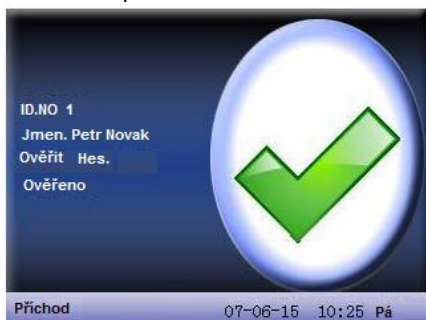 ID.NO 1
Jmen. Petr Novak
Ověřit Hes.
Ověřeno
Příchod 07-06-15 10:25 Pá